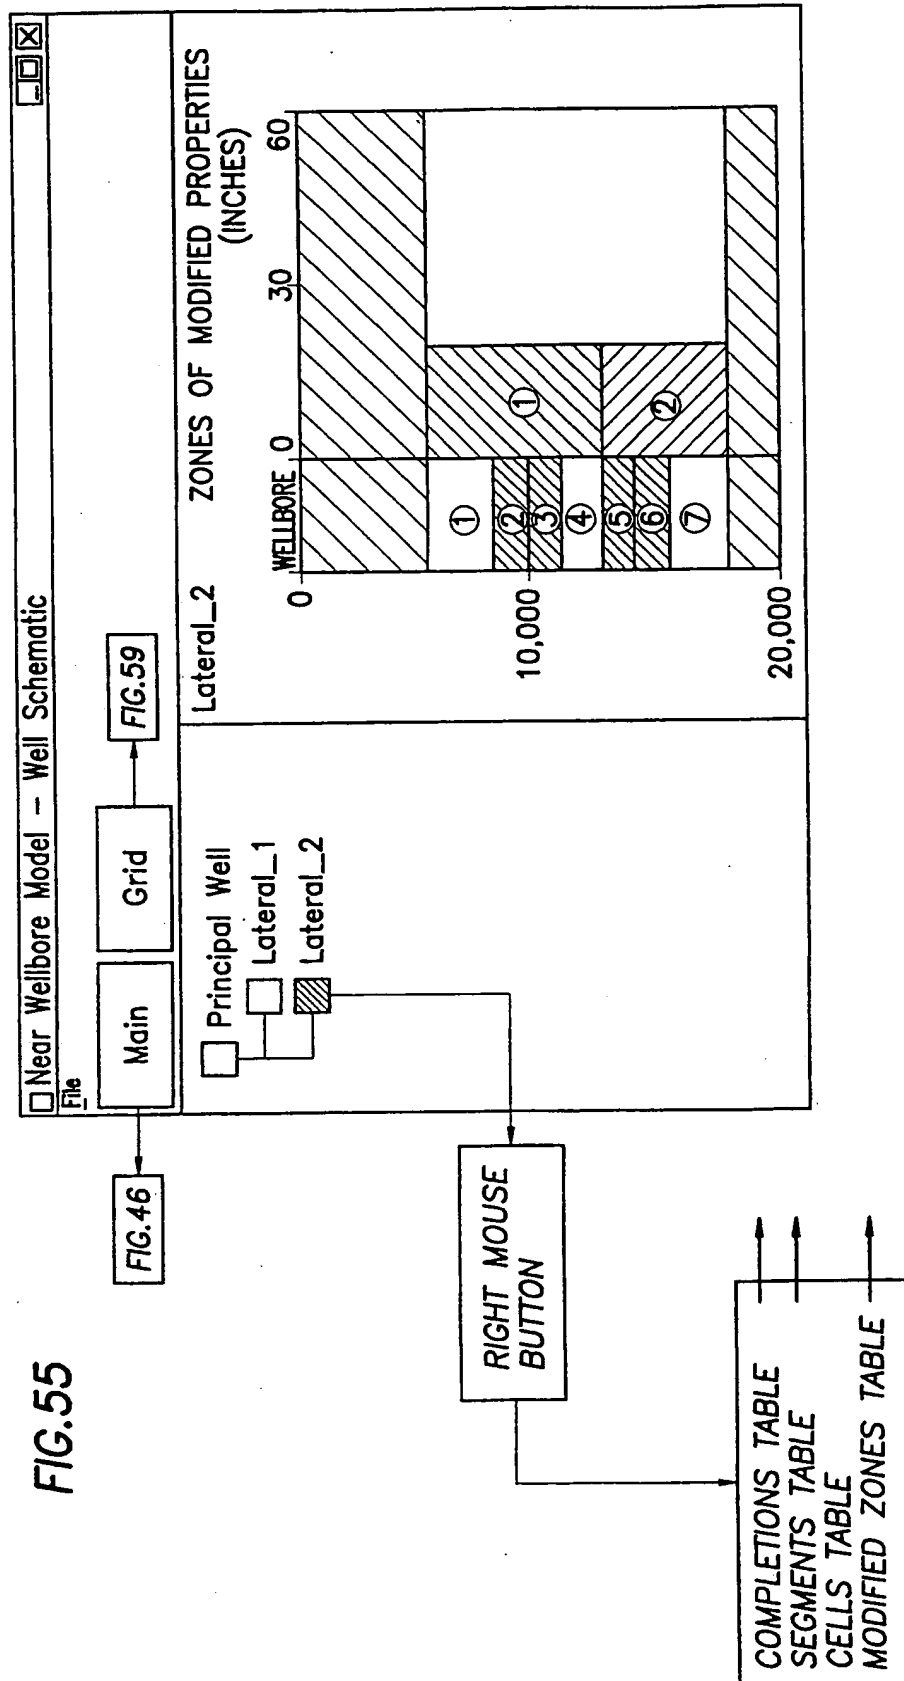 FIG.55
Near Wellbore Model – Well Schematic
File
FIG.46
Main
Grid
FIG.59
Principal Well
Lateral_1
Lateral_2
Lateral_2
ZONES OF MODIFIED PROPERTIES
(INCHES)
WELLBORE
0
30
60
0
10,000
20,000
1
2
3
4
5
6
7
1
2
RIGHT MOUSE
BUTTON
COMPLETIONS TABLE
SEGMENTS TABLE
CELLS TABLE
MODIFIED ZONES TABLE